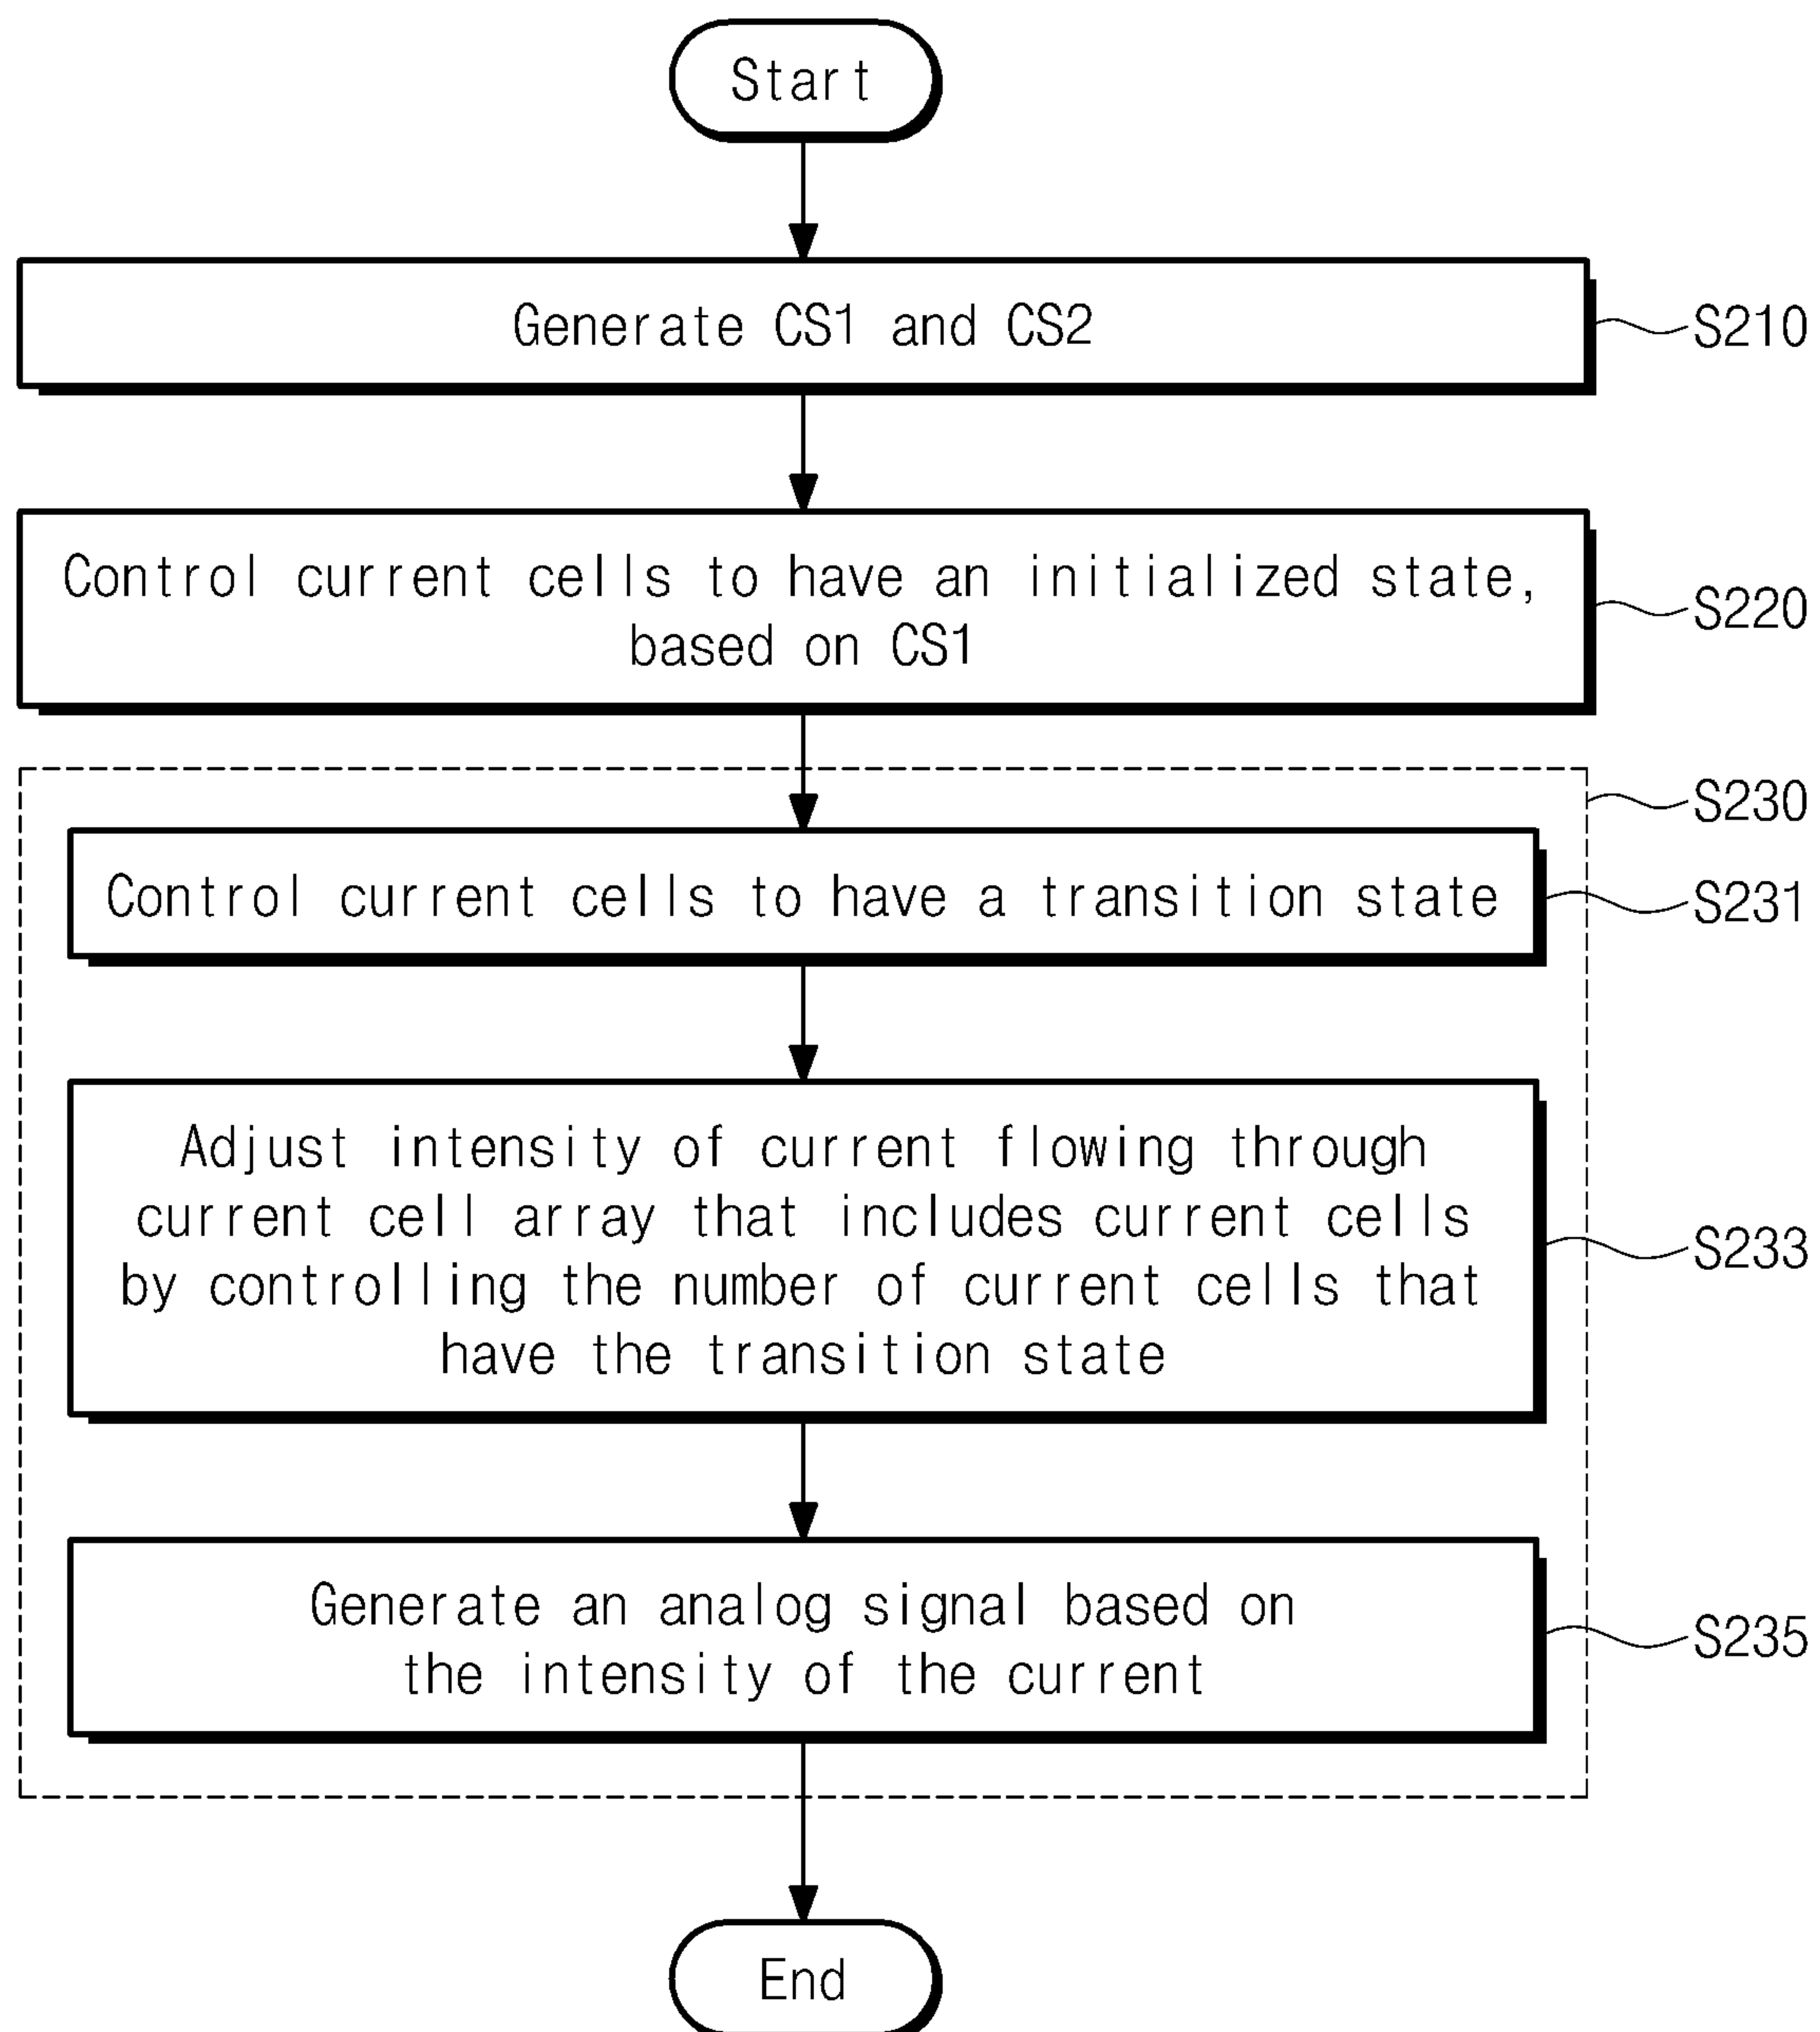 Start
Generate CS1 and CS2
S210
Control current cells to have an initialized state,
based on CS1
S220
S230
Control current cells to have a transition state
S231
Adjust intensity of current flowing through
current cell array that includes current cells
by controlling the number of current cells that
have the transition state
S233
Generate an analog signal based on
the intensity of the current
S235
End